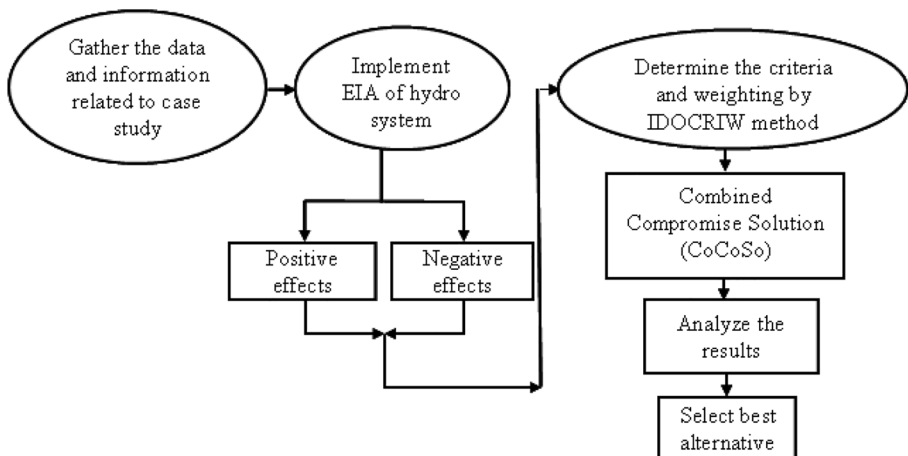 Gather the data
and information
related to case
study
Implement
EIA of hydro
system
Positive
effects
Negative
effects
Determine the criteria
and weighting by
IDOCRIW method
Combined
Compromise Solution
(CoCoSo)
Analyze the
results
Select best
alternative